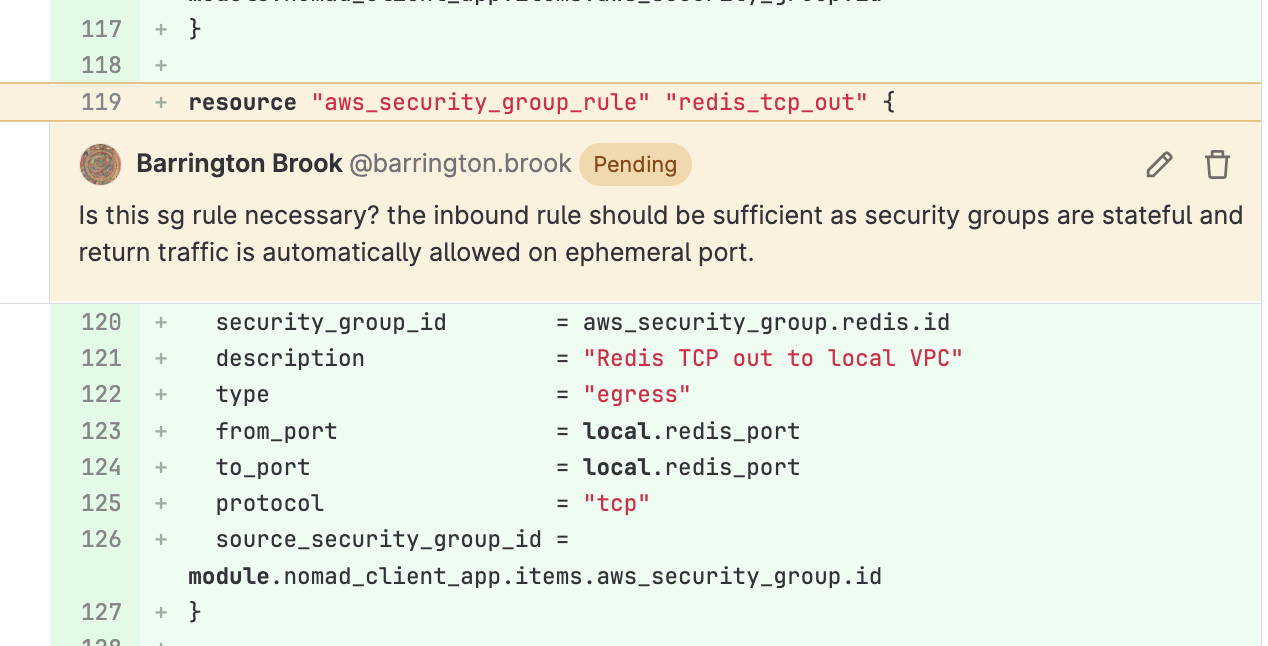 117 + }
118 +
119 + resource "aws_security_group_rule" "redis_tcp_out" {
Barrington Brook @barrington.brook Pending
Is this sg rule necessary? the inbound rule should be sufficient as security groups are stateful and
return traffic is automatically allowed on ephemeral port.
120 + security_group_id = aws_security_group.redis.id
121 + description = "Redis TCP out to local VPC"
122 + type = "egress"
123 + from_port = local.redis_port
124 + to_port = local.redis_port
125 + protocol = "tcp"
126 + source_security_group_id =
module.nomad_client_app.items.aws_security_group.id
127 + }